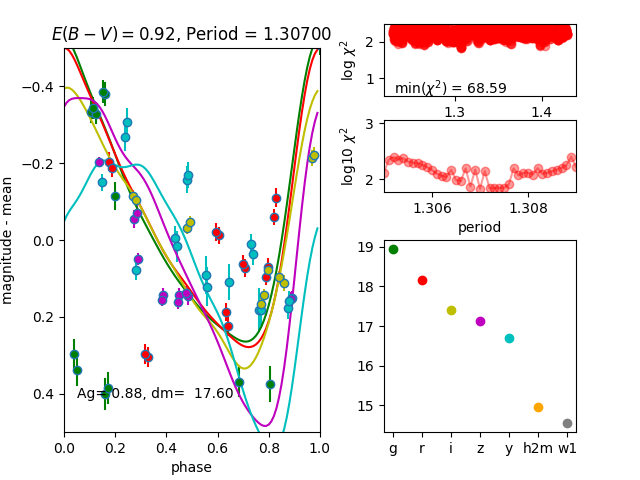 E(B − V) = 0.92, Period = 1.30700
magnitude - mean
−0.4
−0.2
0.0
0.2
0.4
Ag= 0.88, dm=  17.60
0.0 0.2 0.4 0.6 0.8 1.0
phase
log χ²
2
1
min(χ²) = 68.59
1.3 1.4
log10 χ²
3
2
1.306 1.308
period
19
18
17
16
15
g r i z y h2m w1